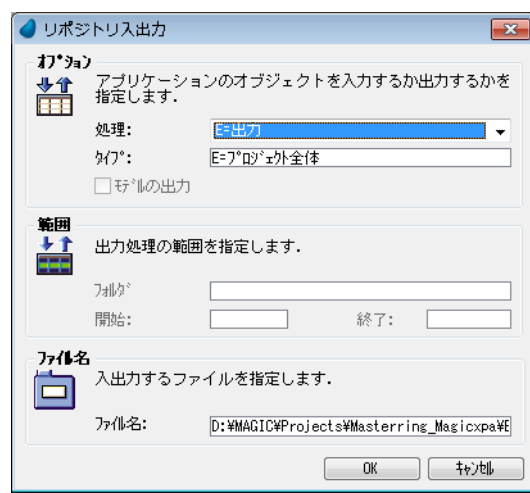 リポジトリ入出力
ｵﾌﾟｼｮﾝ
アプリケーションのオブジェクトを入力するか出力するかを
指定します.
処理: E=出力
ﾀｲﾌﾟ: E=ﾌﾟﾛｼﾞｪｸﾄ全体
ﾓﾃﾞﾙの出力
範囲
出力処理の範囲を指定します.
ﾌｫﾙﾀﾞ
開始: 終了:
ﾌｧｲﾙ名
入出力するファイルを指定します.
ﾌｧｲﾙ名: D:¥MAGIC¥Projects¥Masterring_Magicxpa¥E
OK ｷｬﾝｾﾙ